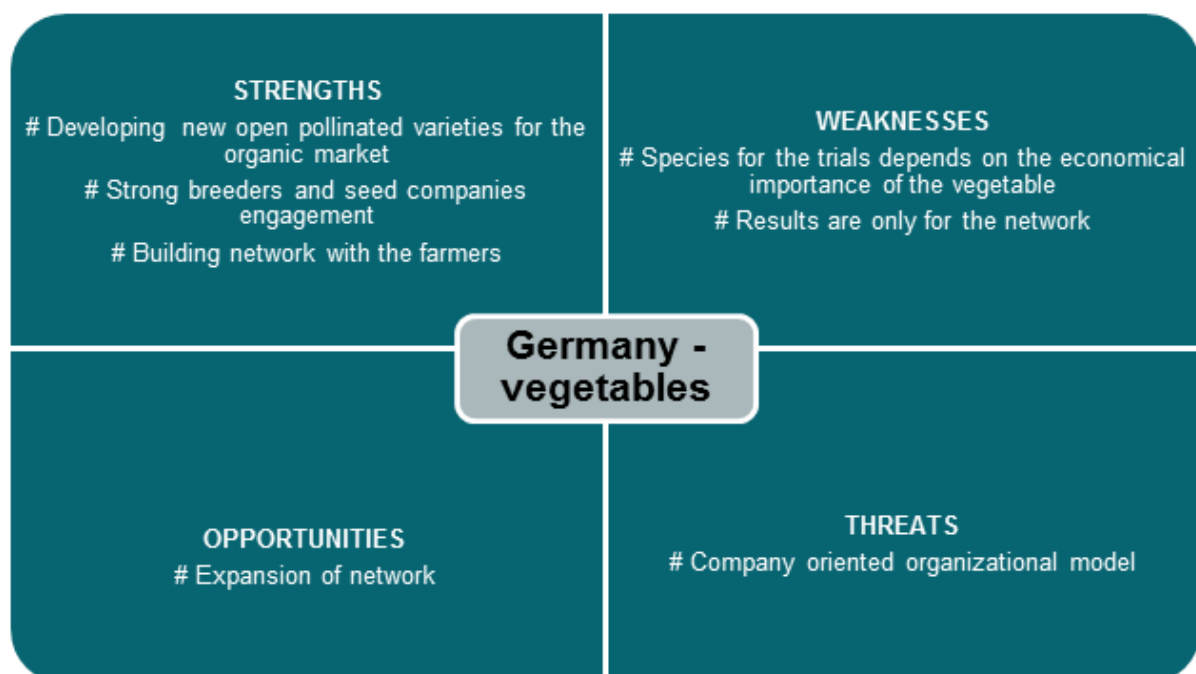 STRENGTHS
# Developing new open pollinated varieties for the
organic market
# Strong breeders and seed companies
engagement
# Building network with the farmers
WEAKNESSES
# Species for the trials depends on the economical
importance of the vegetable
# Results are only for the network
Germany -
vegetables
OPPORTUNITIES
# Expansion of network
THREATS
# Company oriented organizational model